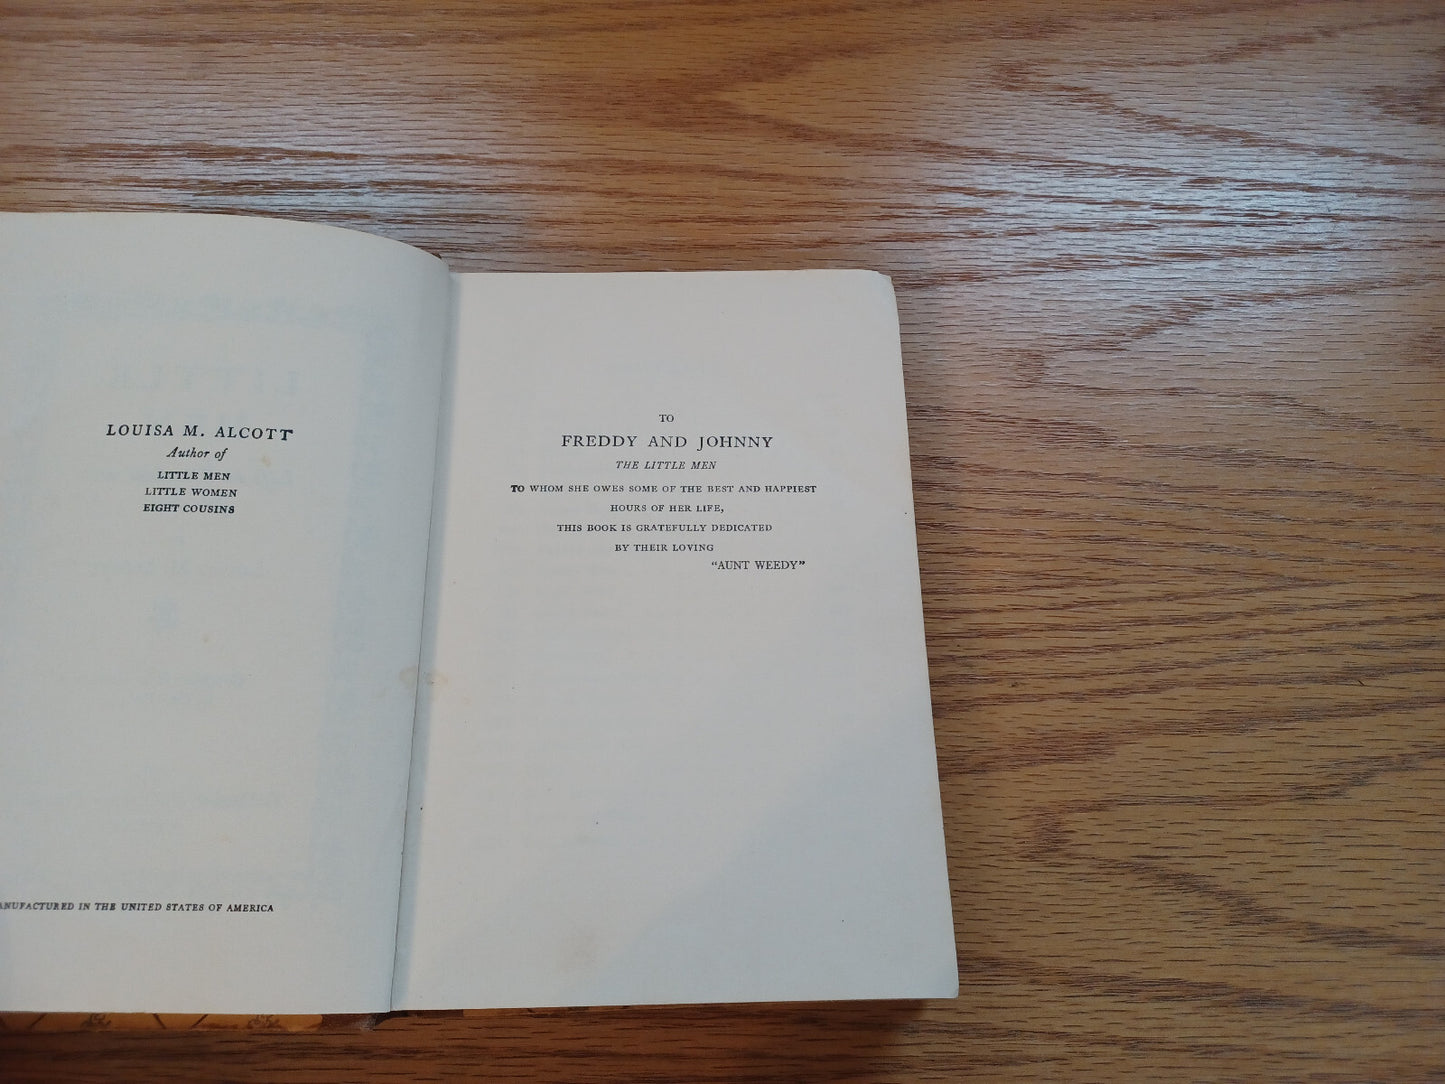 LOUISA M. ALCOTT
Author of
LITTLE MEN
LITTLE WOMEN
EIGHT COUSINS
ANUFACTURED IN THE UNITED STATES OF AMERICA
TO
FREDDY AND JOHNNY
THE LITTLE MEN
TO WHOM SHE OWES SOME OF THE BEST AND HAPPIEST
HOURS OF HER LIFE,
THIS BOOK IS GRATEFULLY DEDICATED
BY THEIR LOVING
"AUNT WEEDY"